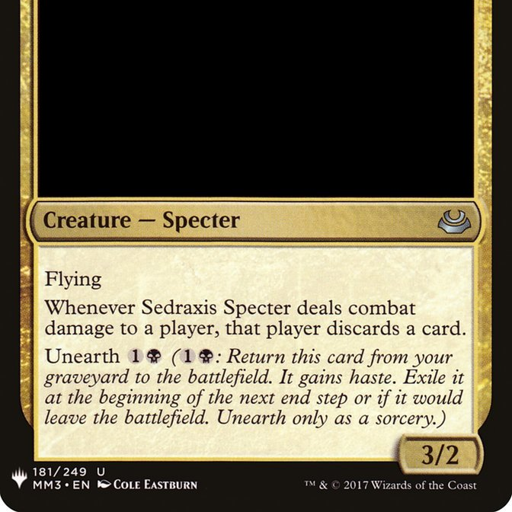 Creature — Specter
Flying
Whenever Sedraxis Specter deals combat
damage to a player, that player discards a card.
Unearth 1 (1: Return this card from your
graveyard to the battlefield. It gains haste. Exile it
at the beginning of the next end step or if it would
leave the battlefield. Unearth only as a sorcery.)
3/2
181/249 U
MM3 • EN Cole Eastburn
™ & © 2017 Wizards of the Coast